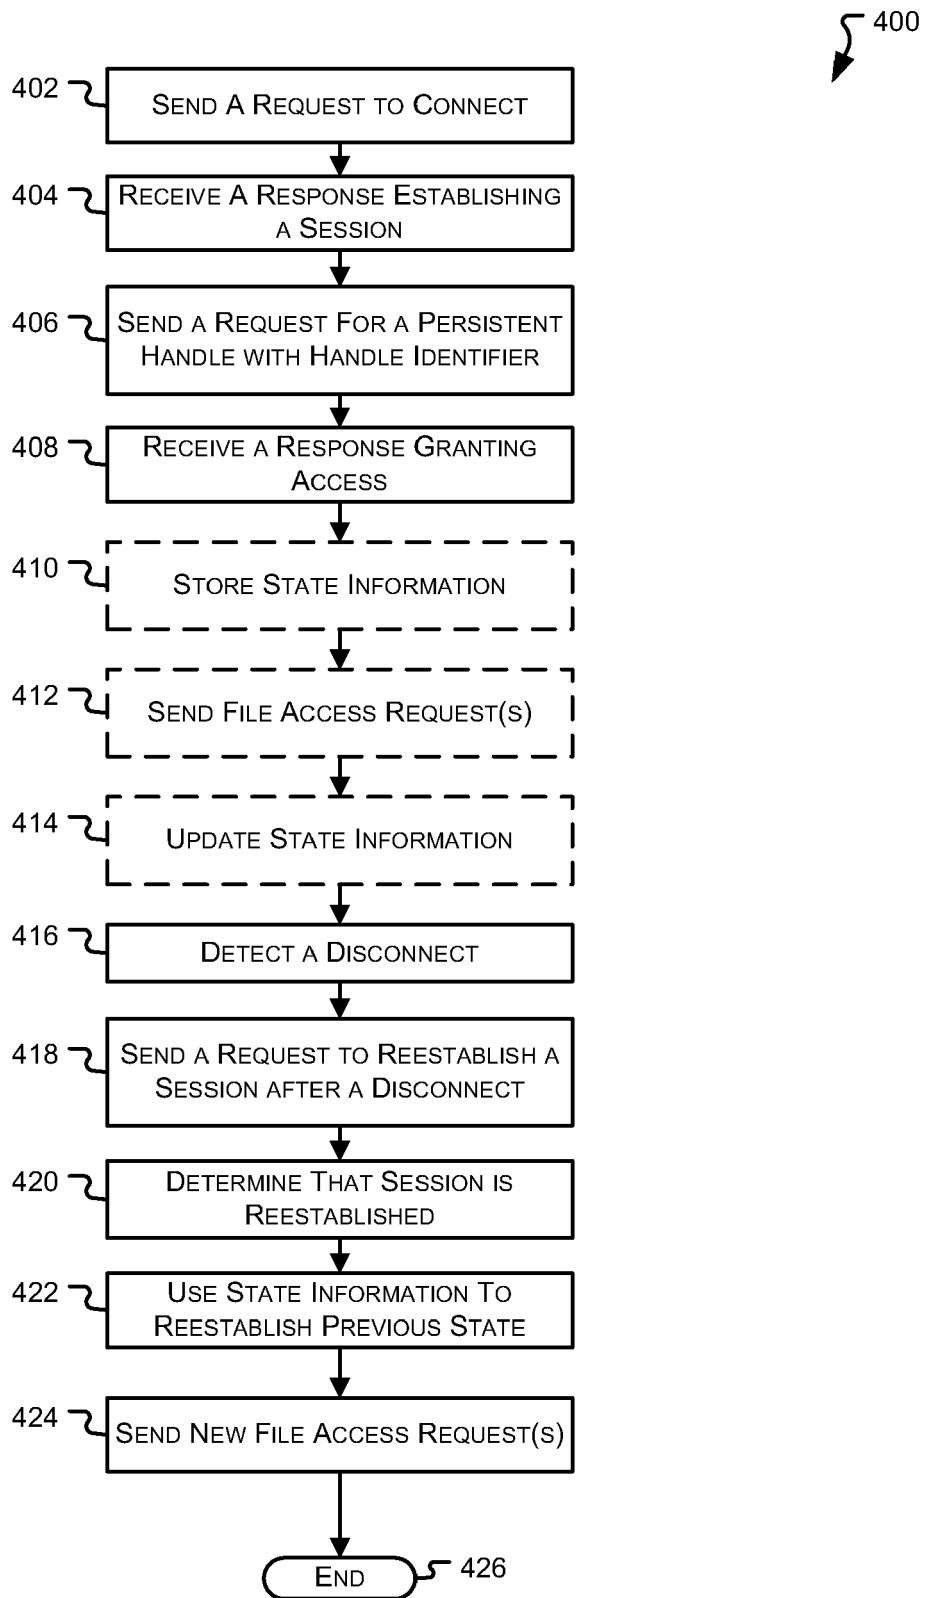 400
402
SEND A REQUEST TO CONNECT
404
RECEIVE A RESPONSE ESTABLISHING
A SESSION
406
SEND A REQUEST FOR A PERSISTENT
HANDLE WITH HANDLE IDENTIFIER
408
RECEIVE A RESPONSE GRANTING
ACCESS
410
STORE STATE INFORMATION
412
SEND FILE ACCESS REQUEST(S)
414
UPDATE STATE INFORMATION
416
DETECT A DISCONNECT
418
SEND A REQUEST TO REESTABLISH A
SESSION AFTER A DISCONNECT
420
DETERMINE THAT SESSION IS
REESTABLISHED
422
USE STATE INFORMATION TO
REESTABLISH PREVIOUS STATE
424
SEND NEW FILE ACCESS REQUEST(S)
END
426